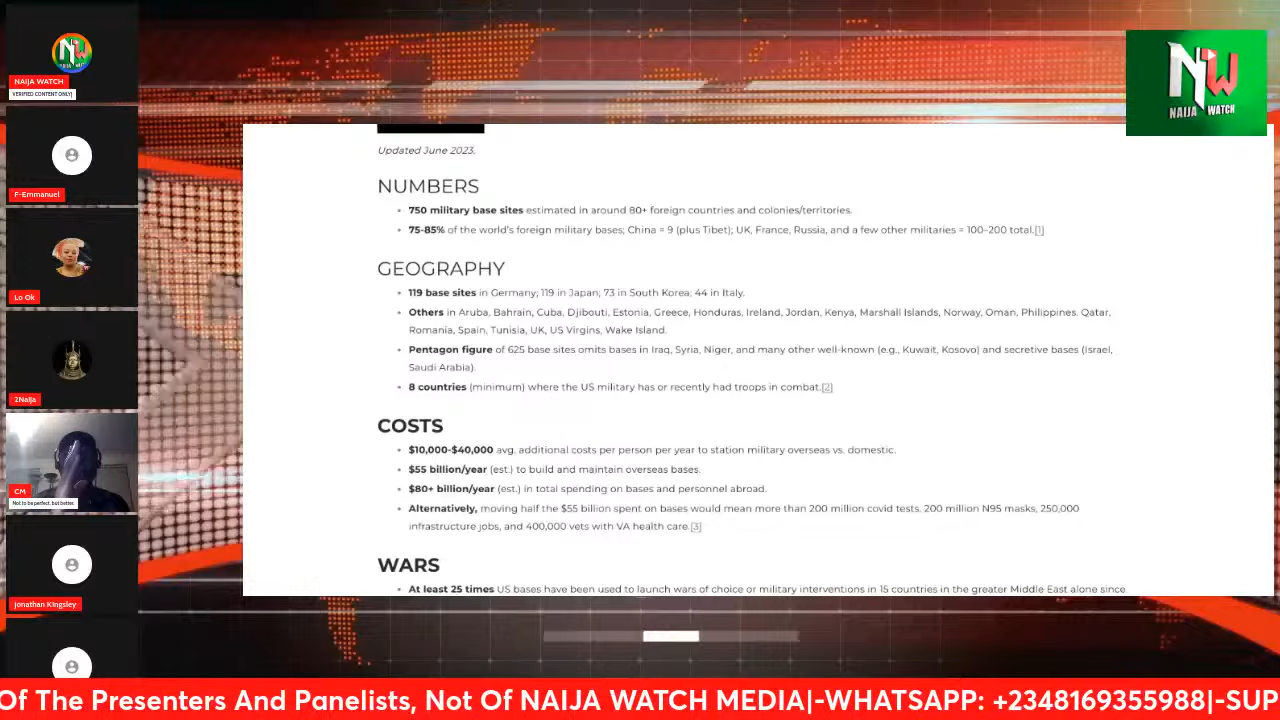 NAIJA WATCH
VERIFIED CONTENT ONLY|
F-Emmanuel
Lo Ok
2Naija
CM
Not to be perfect, but better.
Jonathan Kingsley
NW
NAIJA WATCH
Updated June 2023.
NUMBERS
• 750 military base sites estimated in around 80+ foreign countries and colonies/territories.
• 75-85% of the world's foreign military bases; China = 9 (plus Tibet); UK, France, Russia, and a few other militaries = 100–200 total.[1]
GEOGRAPHY
• 119 base sites in Germany; 119 in Japan; 73 in South Korea; 44 in Italy.
• Others in Aruba, Bahrain, Cuba, Djibouti, Estonia, Greece, Honduras, Ireland, Jordan, Kenya, Marshall Islands, Norway, Oman, Philippines, Qatar,
Romania, Spain, Tunisia, UK, US Virgins, Wake Island.
• Pentagon figure of 625 base sites omits bases in Iraq, Syria, Niger, and many other well-known (e.g., Kuwait, Kosovo) and secretive bases (Israel,
Saudi Arabia).
• 8 countries (minimum) where the US military has or recently had troops in combat.[2]
COSTS
• $10,000-$40,000 avg. additional costs per person per year to station military overseas vs. domestic.
• $55 billion/year (est.) to build and maintain overseas bases.
• $80+ billion/year (est.) in total spending on bases and personnel abroad.
• Alternatively, moving half the $55 billion spent on bases would mean more than 200 million covid tests, 200 million N95 masks, 250,000
infrastructure jobs, and 400,000 vets with VA health care.[3]
WARS
• At least 25 times US bases have been used to launch wars of choice or military interventions in 15 countries in the greater Middle East alone since
Of The Presenters And Panelists, Not Of NAIJA WATCH MEDIA|-WHATSAPP: +2348169355988|-SUP